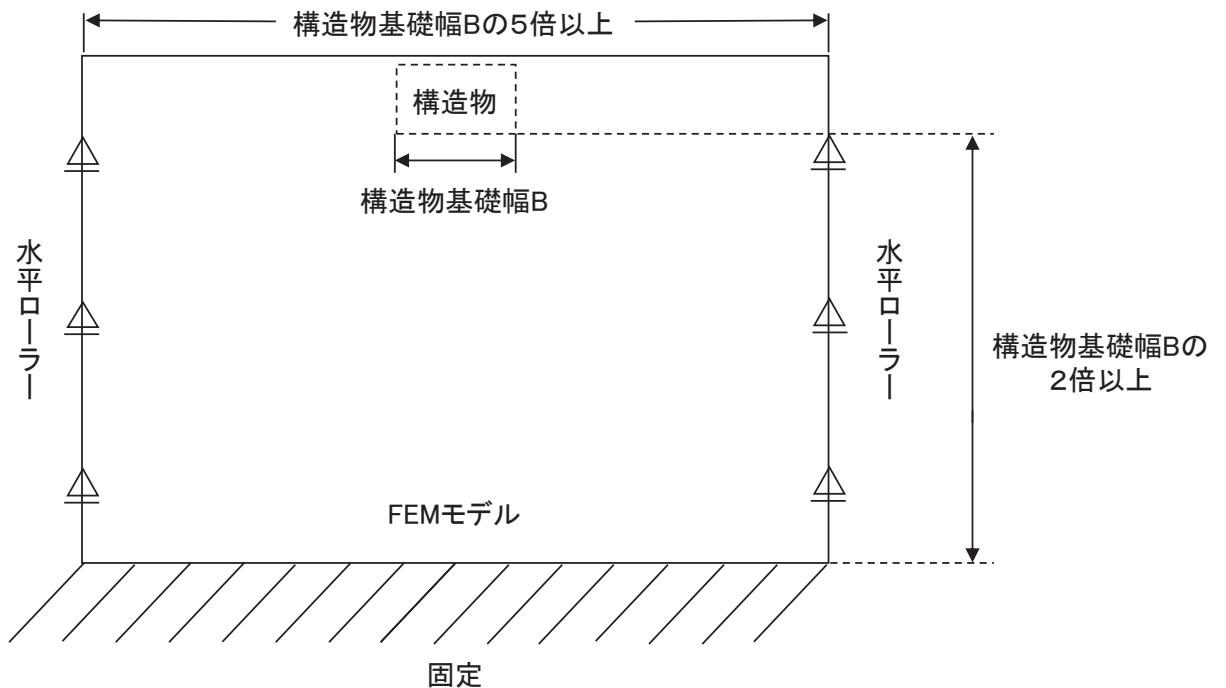 構造物基礎幅Bの5倍以上
構造物
構造物基礎幅B
水平ローラー
水平ローラー
構造物基礎幅Bの
2倍以上
FEMモデル
固定